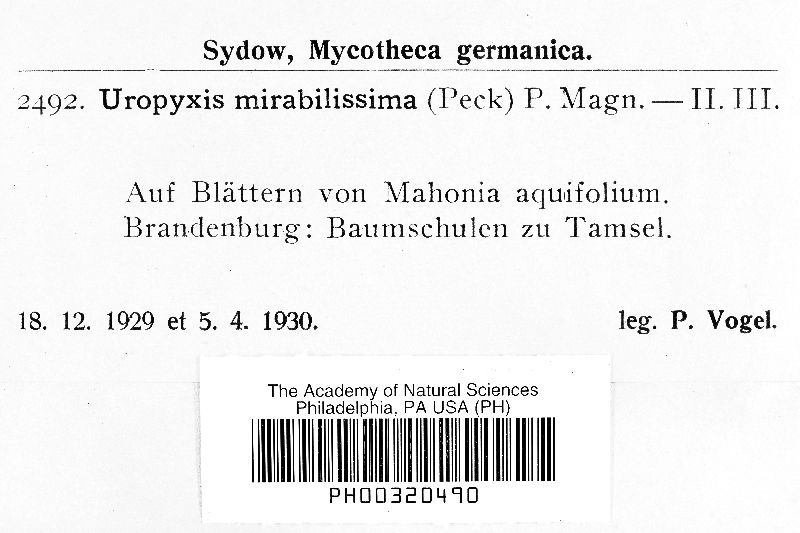 Sydow, Mycotheca germanica.
2492. Uropyxis mirabilissima (Peck) P. Magn. — II. III.
Auf Blättern von Mahonia aquifolium.
Brandenburg: Baumschulen zu Tamsel.
18. 12. 1929 et 5. 4. 1930. leg. P. Vogel.
The Academy of Natural Sciences
Philadelphia, PA USA (PH)
PH00320490